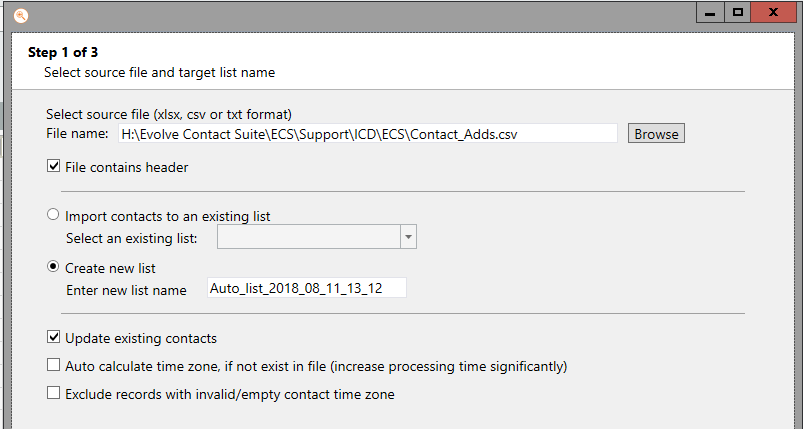 Step 1 of 3
Select source file and target list name
Select source file (xlsx, csv or txt format)
File name: H:\Evolve Contact Suite\ECS\Support\ICD\ECS\Contact_Adds.csv Browse
File contains header
Import contacts to an existing list
Select an existing list:
Create new list
Enter new list name Auto_list_2018_08_11_13_12
Update existing contacts
Auto calculate time zone, if not exist in file (increase processing time significantly)
Exclude records with invalid/empty contact time zone